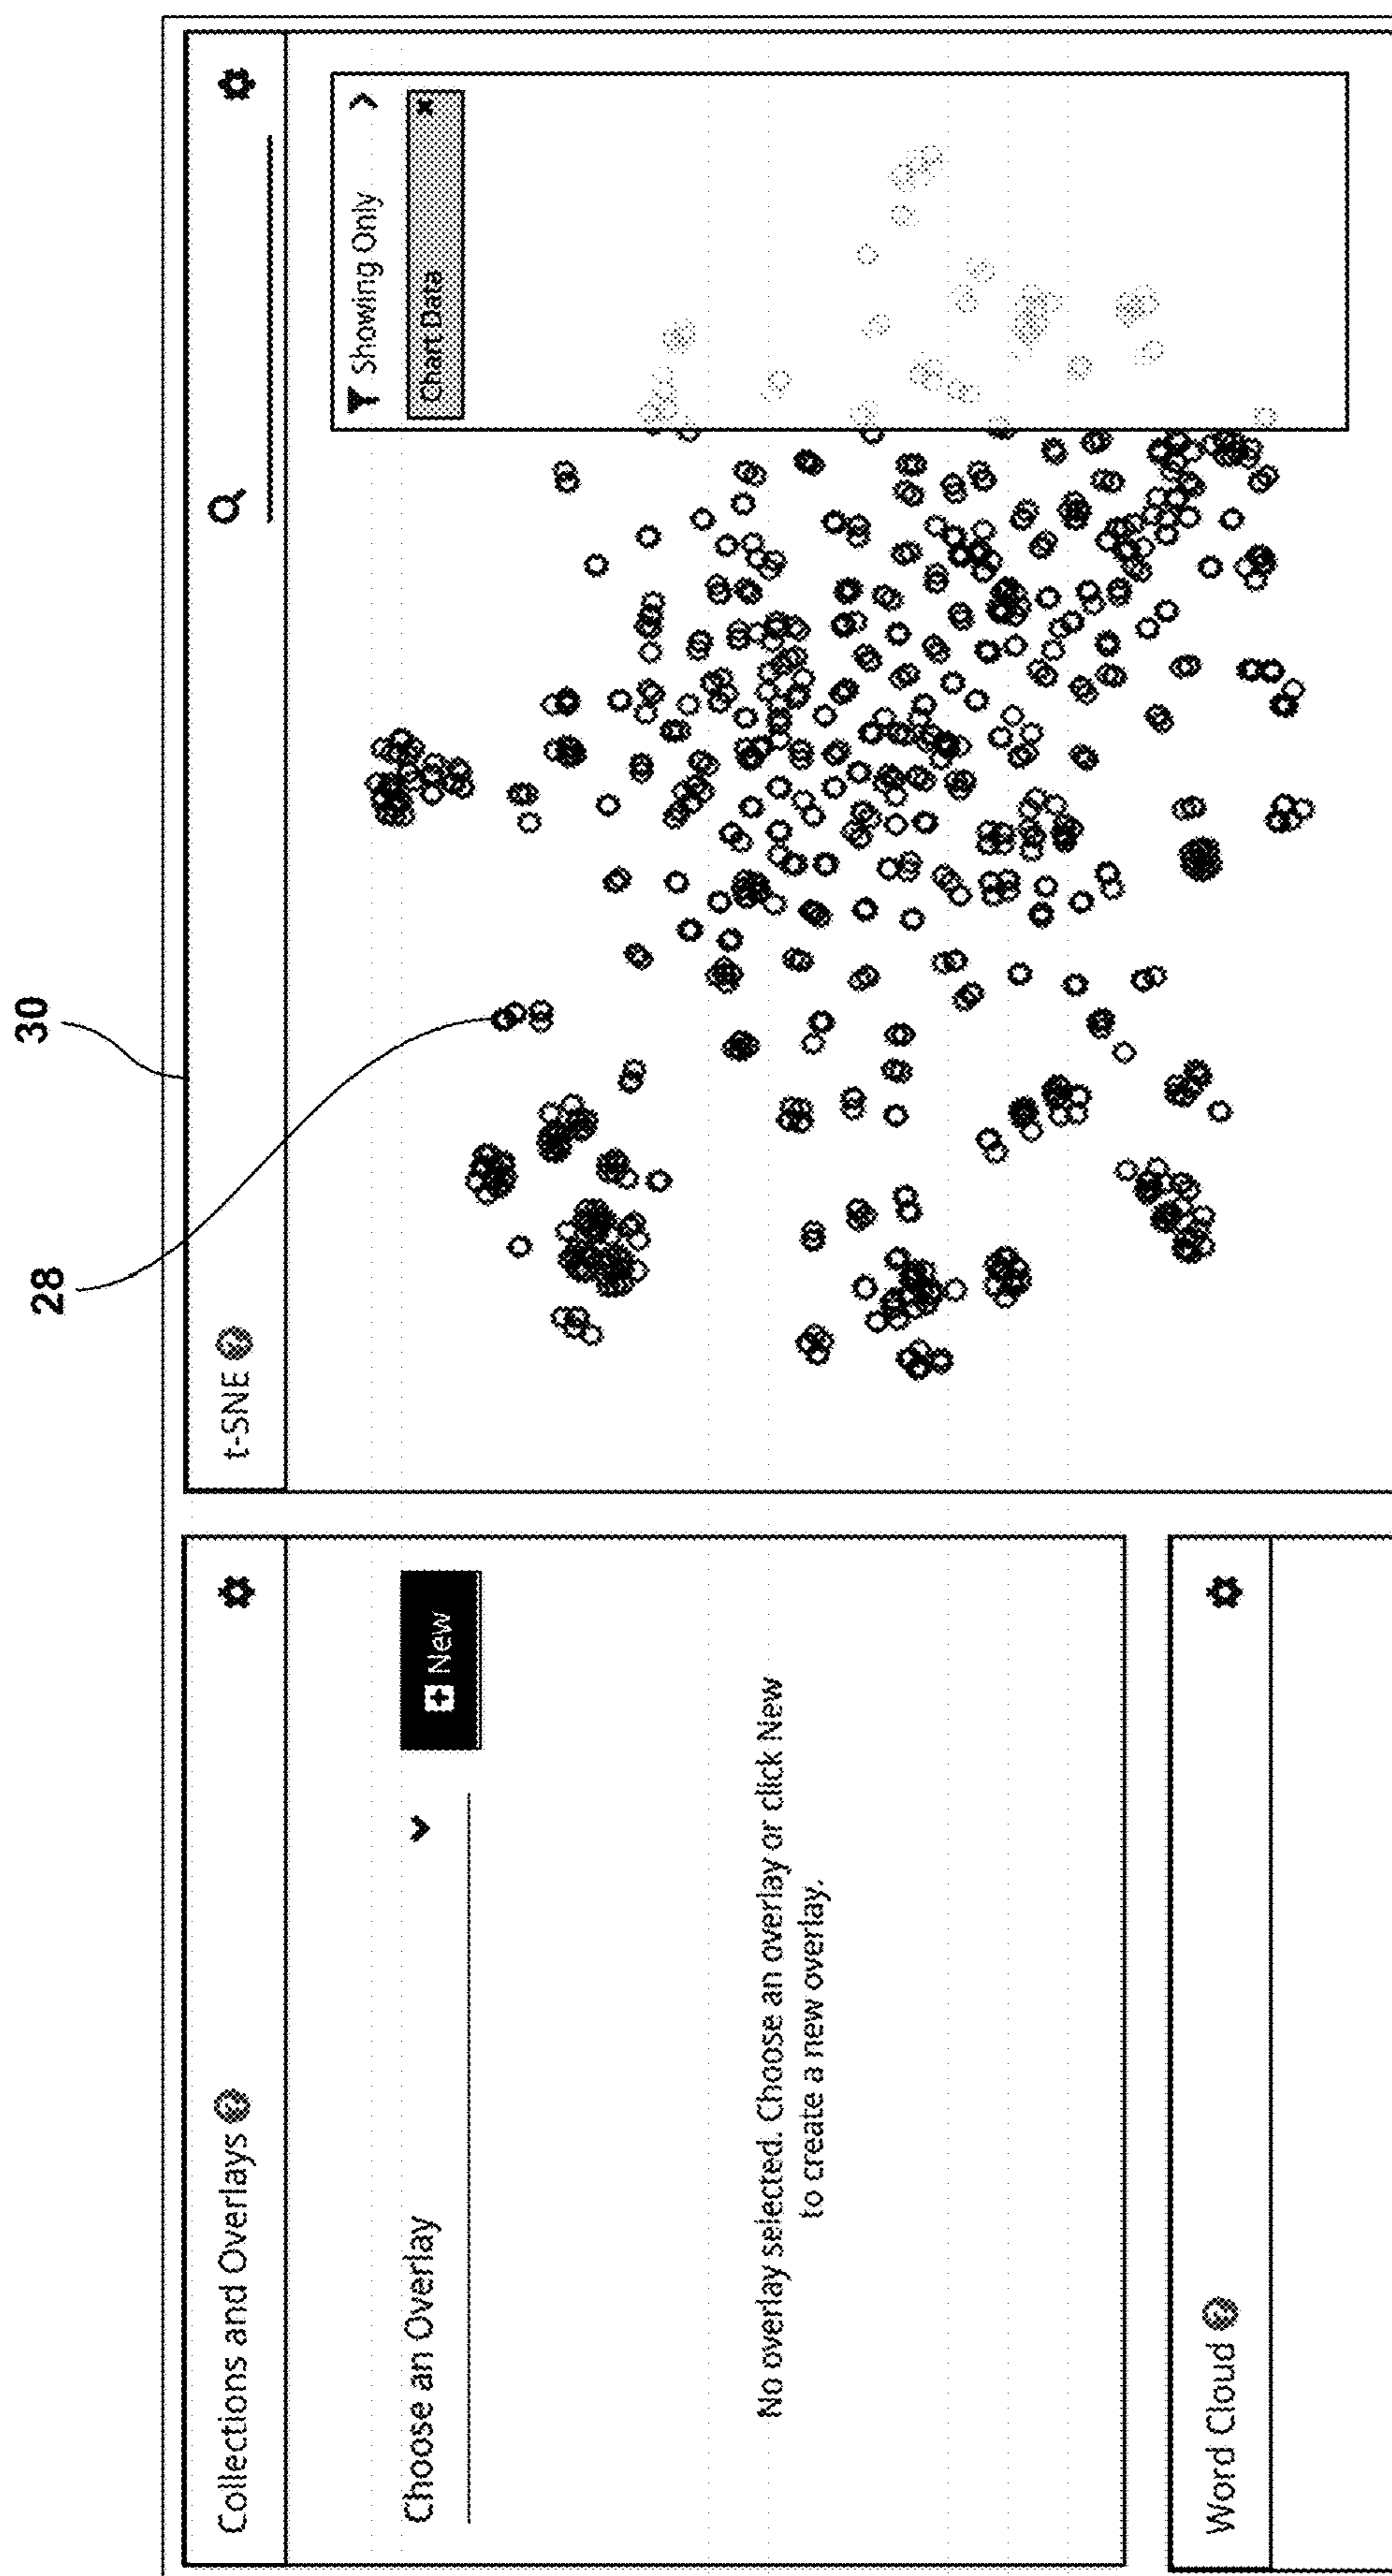 30
28
Collections and Overlays
Choose an Overlay
New
No overlay selected. Choose an overlay or click New
to create a new overlay.
Word Cloud
t-SNE
Showing Only
Chart Data